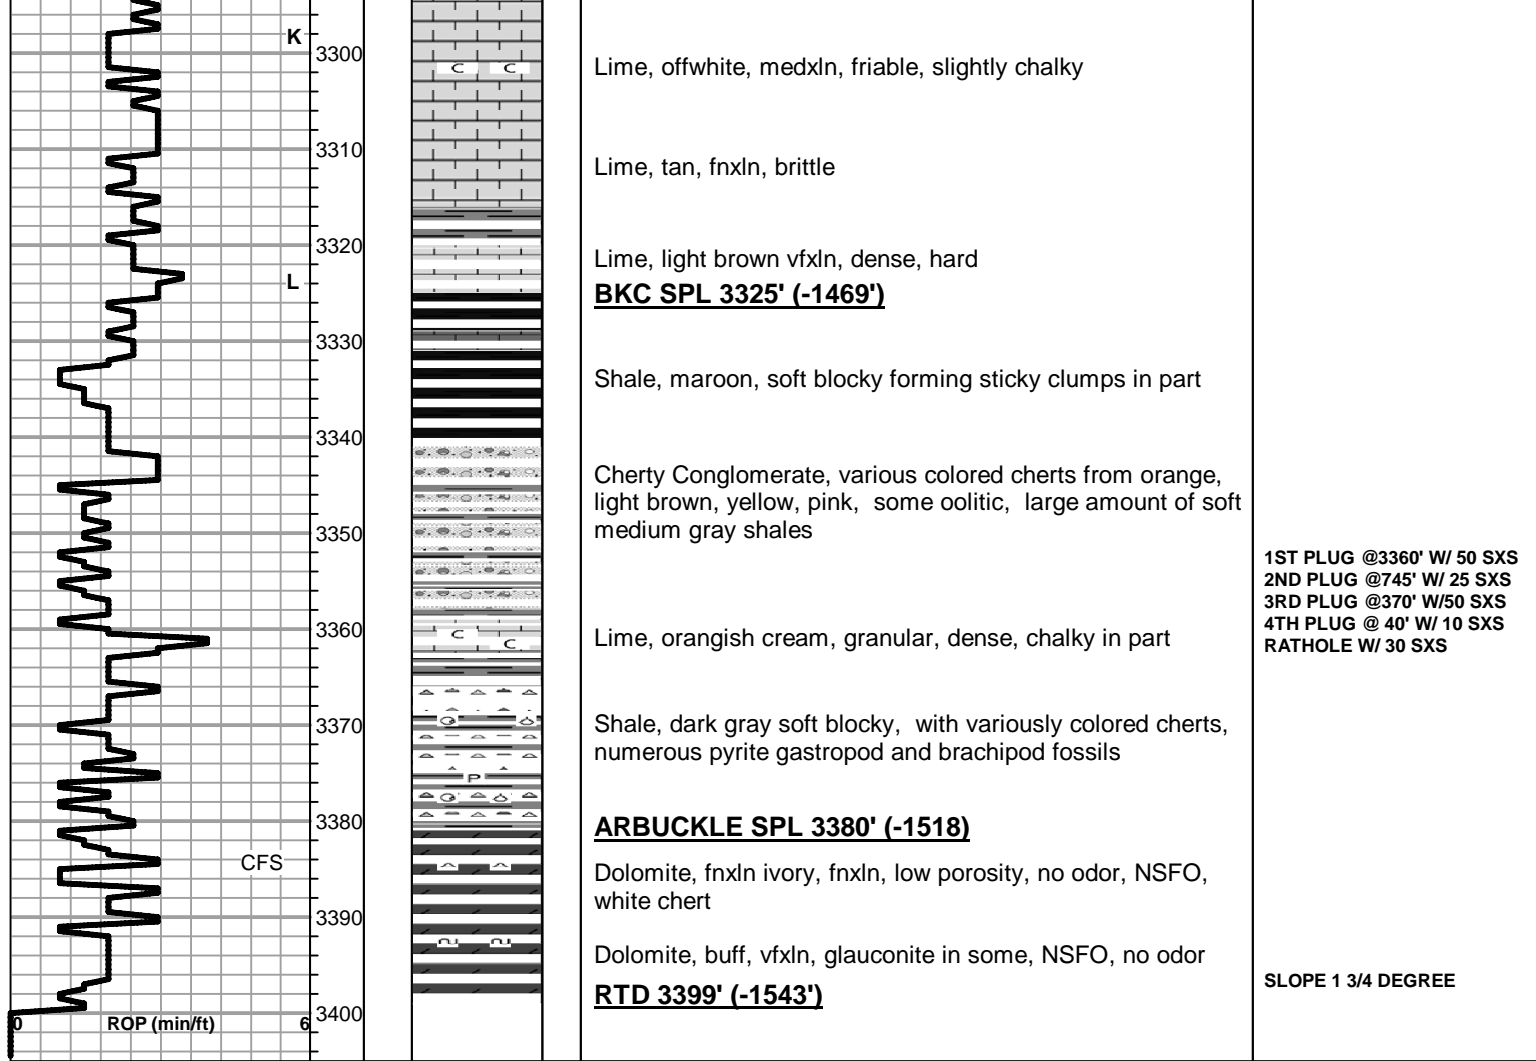 K
3300
C C
Lime, offwhite, medxln, friable, slightly chalky
3310
Lime, tan, fnxln, brittle
3320
Lime, light brown vfxln, dense, hard
L
BKC SPL 3325' (-1469')
3330
Shale, maroon, soft blocky forming sticky clumps in part
3340
Cherty Conglomerate, various colored cherts from orange,
light brown, yellow, pink, some oolitic, large amount of soft
medium gray shales
3350
1ST PLUG @3360' W/ 50 SXS
2ND PLUG @745' W/ 25 SXS
3RD PLUG @370' W/50 SXS
4TH PLUG @ 40' W/ 10 SXS
RATHOLE W/ 30 SXS
3360
C C
Lime, orangish cream, granular, dense, chalky in part
3370
Shale, dark gray soft blocky, with variously colored cherts,
numerous pyrite gastropod and brachipod fossils
P
3380
ARBUCKLE SPL 3380' (-1518)
CFS
Dolomite, fnxln ivory, fnxln, low porosity, no odor, NSFO,
white chert
3390
Dolomite, buff, vfxln, glauconite in some, NSFO, no odor
SLOPE 1 3/4 DEGREE
RTD 3399' (-1543')
3400
0 ROP (min/ft) 6